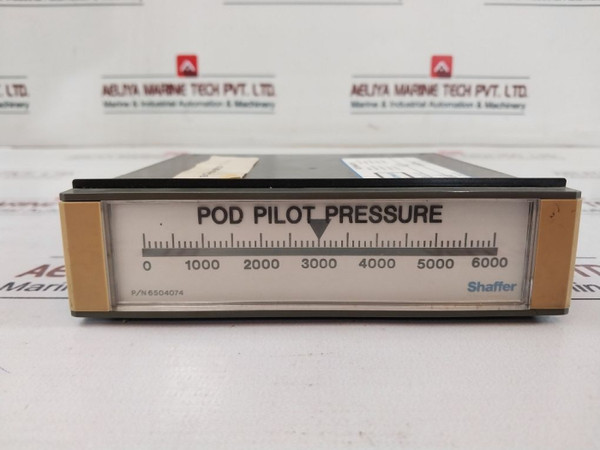 AELIYA MARINE TECH PVT. LTD.
Marine & Industrial Automation & Machinery
AELIYA MARINE TECH PVT. LTD.
Marine & Industrial Automation & Machinery
POD PILOT PRESSURE
0 1000 2000 3000 4000 5000 6000
P/N 6504074
Shaffer